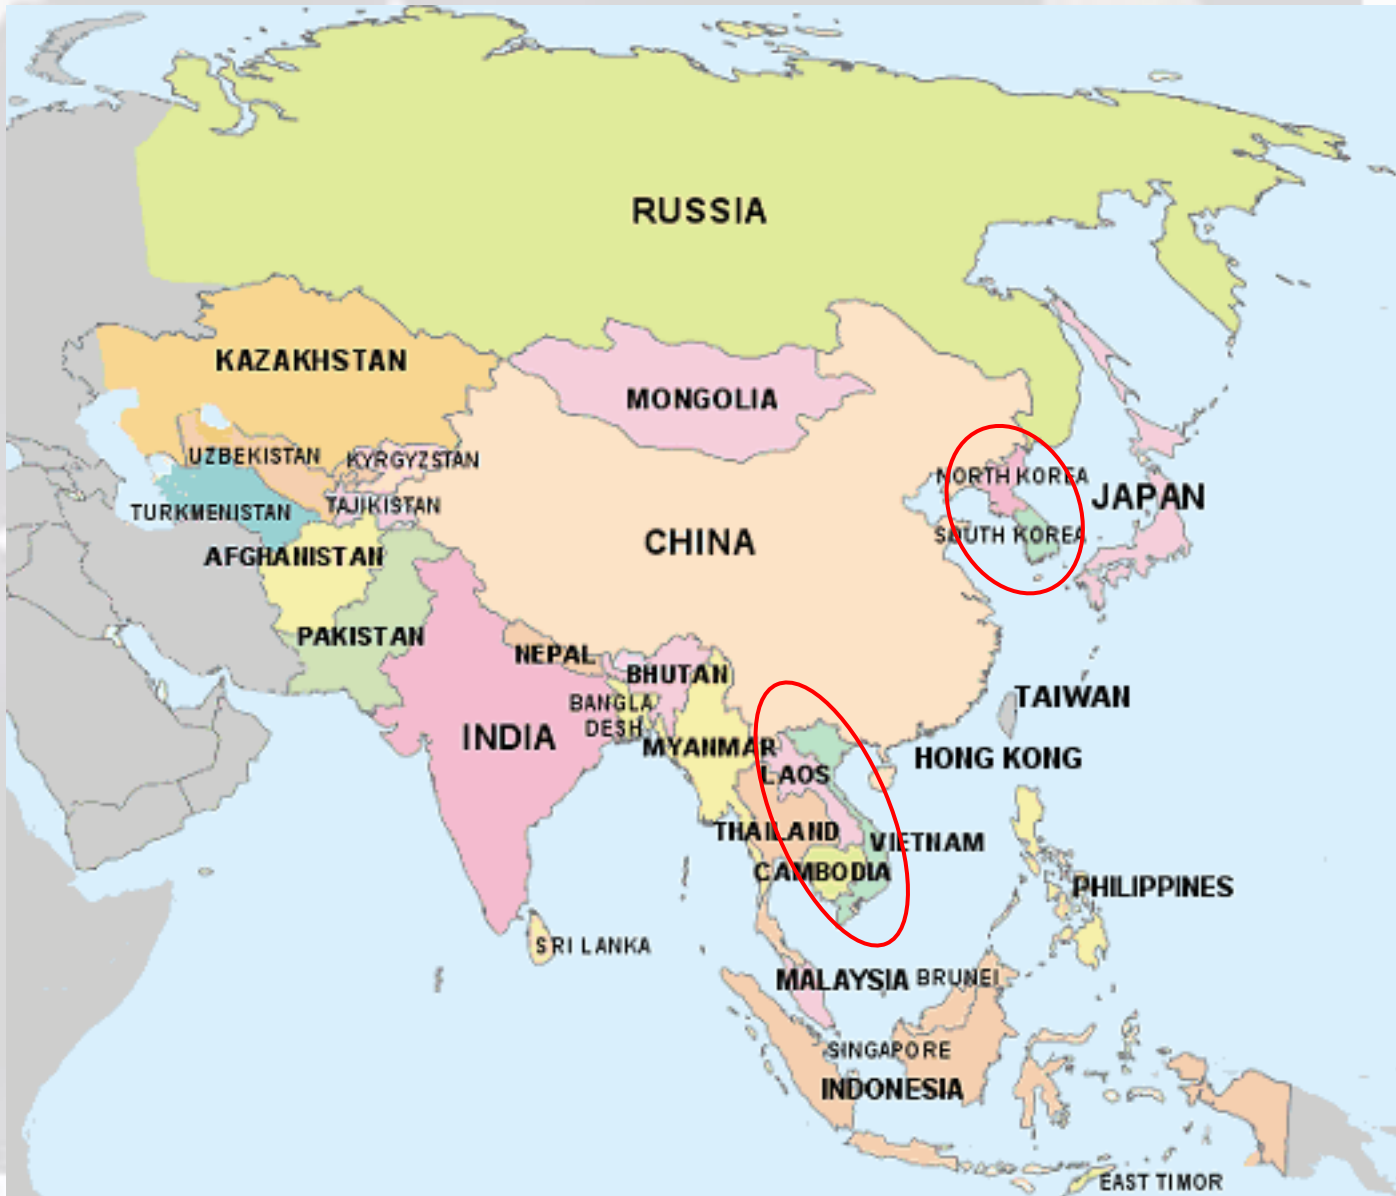 RUSSIA
KAZAKHSTAN
MONGOLIA
UZBEKISTAN
KYRGYZSTAN
NORTH KOREA
JAPAN
TURKMENISTAN
TAJIKISTAN
SOUTH KOREA
CHINA
AFGHANISTAN
PAKISTAN
NEPAL
BHUTAN
TAIWAN
BANGLA
DESH
INDIA
MYANMAR
HONG KONG
LAOS
THAILAND
VIETNAM
CAMBODIA
PHILIPPINES
SRI LANKA
MALAYSIA
BRUNEI
SINGAPORE
INDONESIA
EAST TIMOR